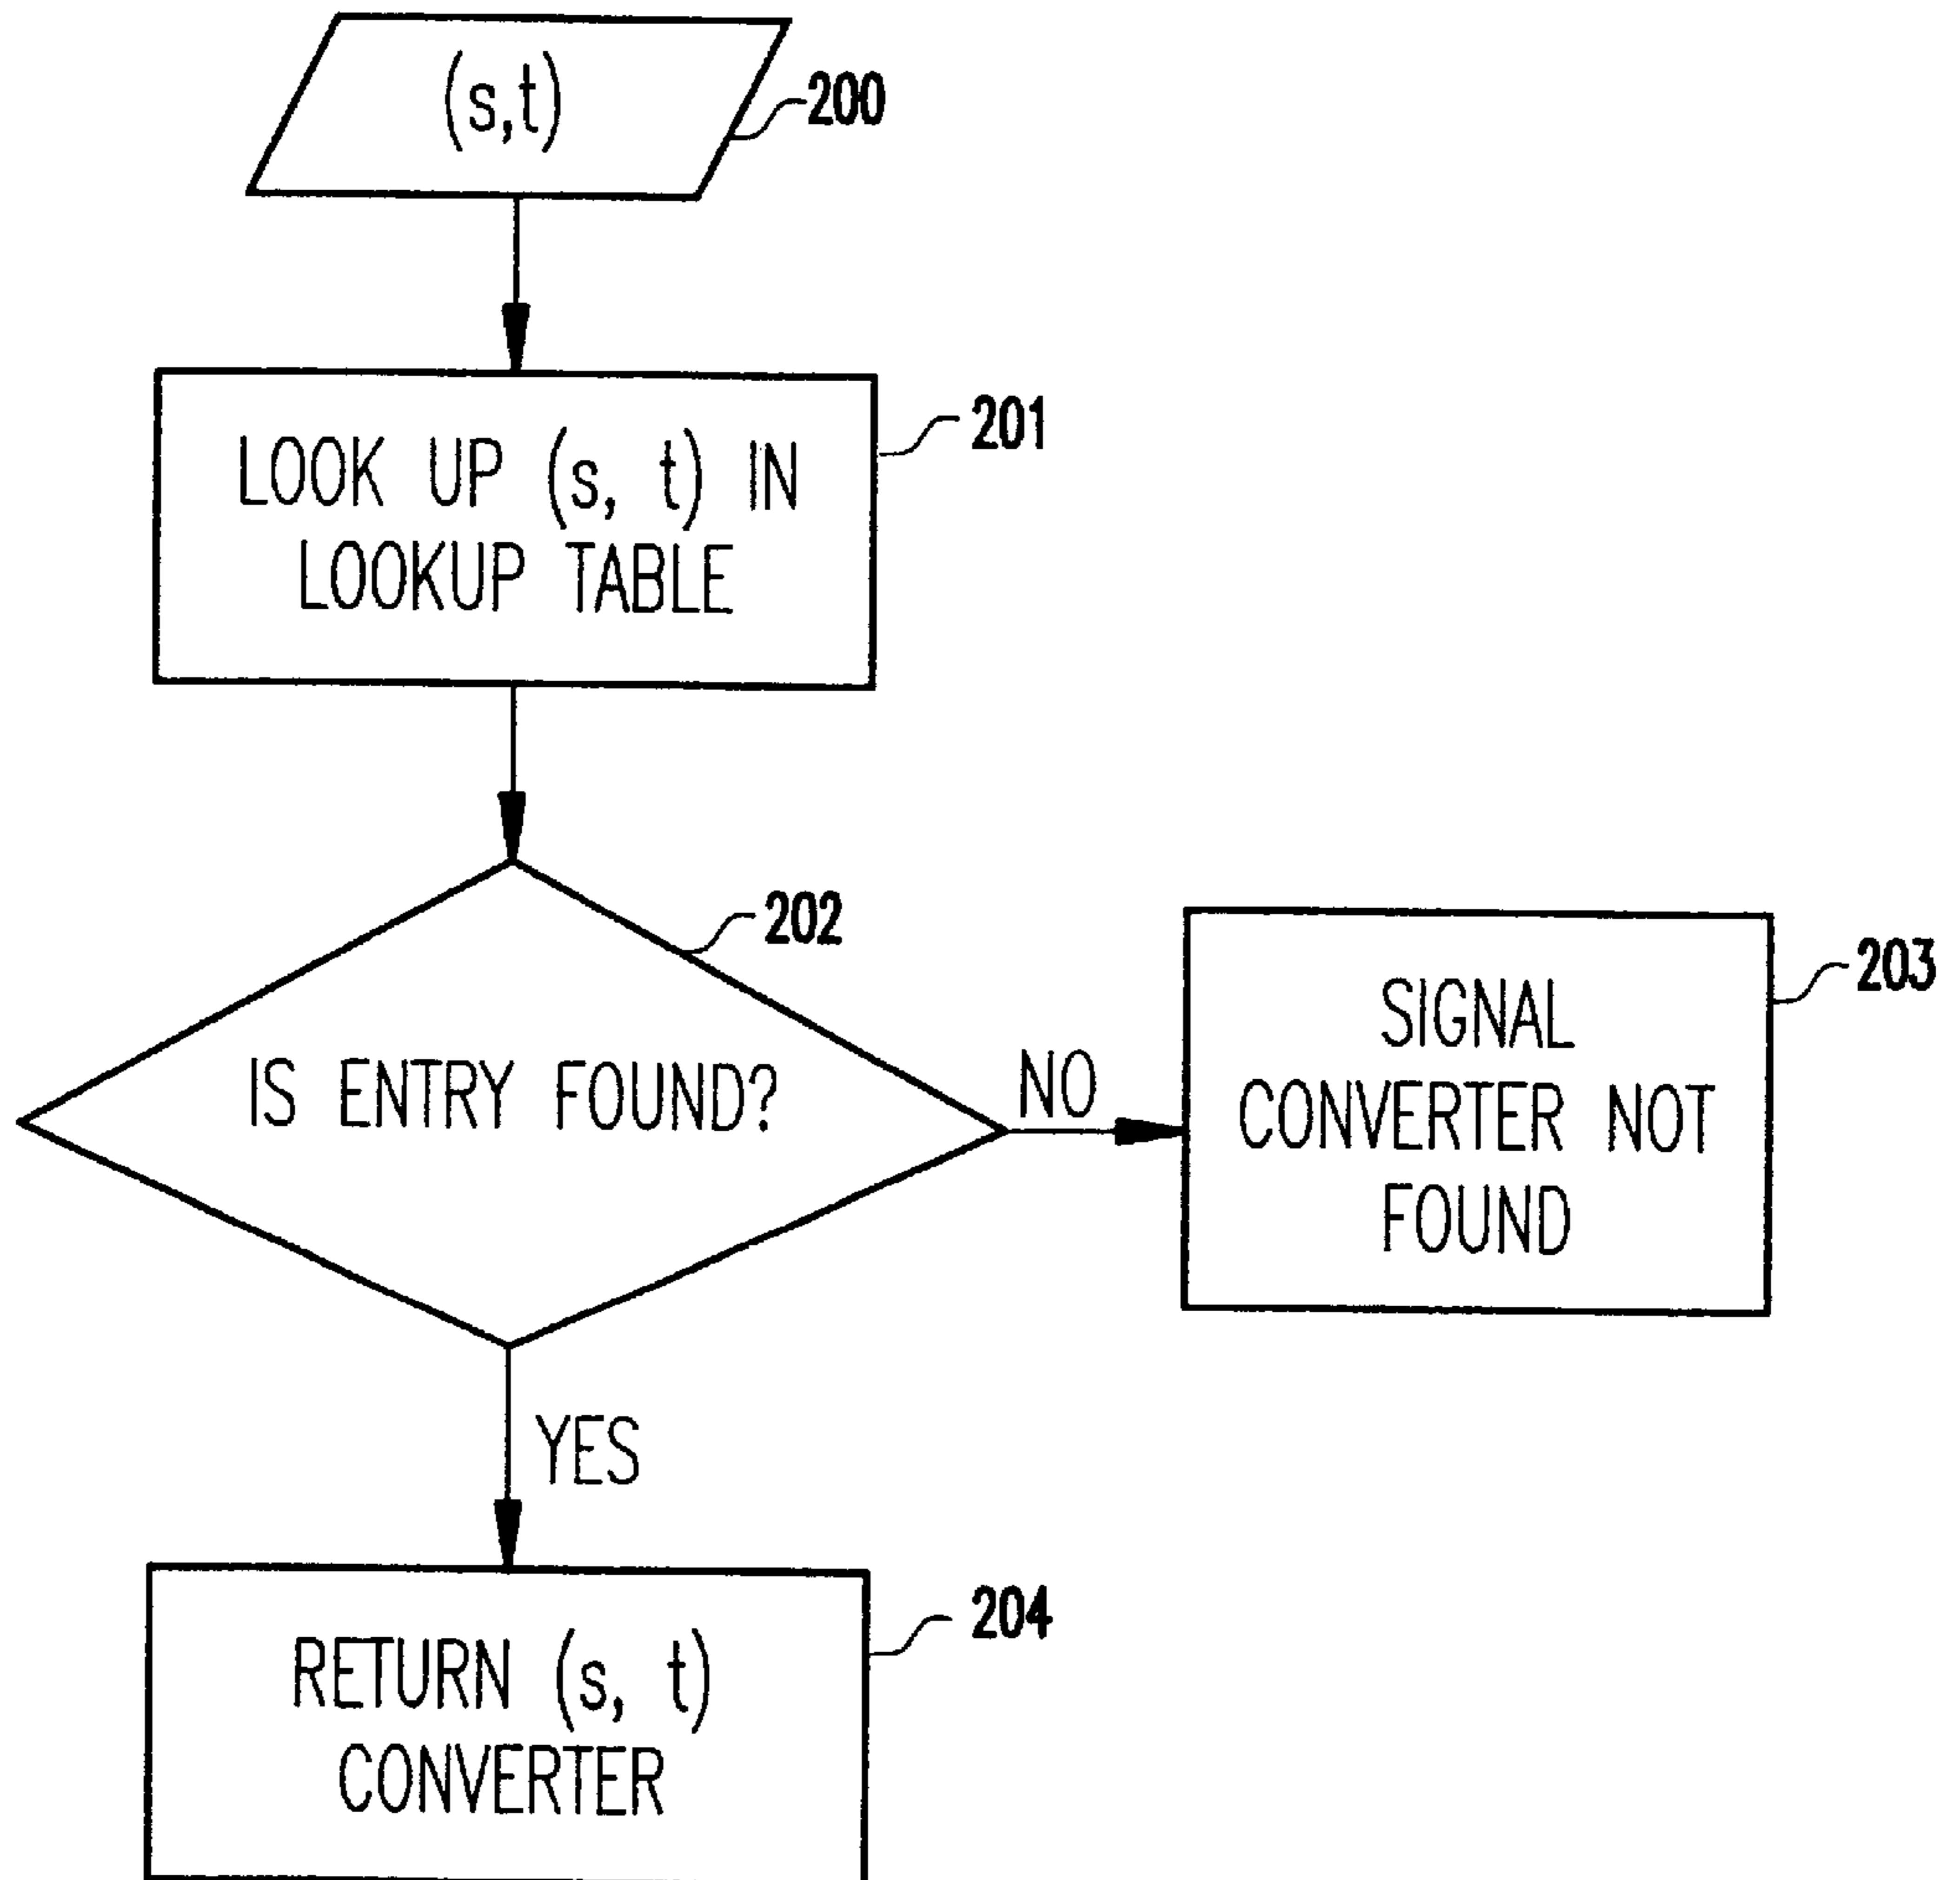 (s,t)
200
LOOK UP (s, t) IN
LOOKUP TABLE
201
202
IS ENTRY FOUND?
NO
SIGNAL
CONVERTER NOT
FOUND
203
YES
RETURN (s, t)
CONVERTER
204